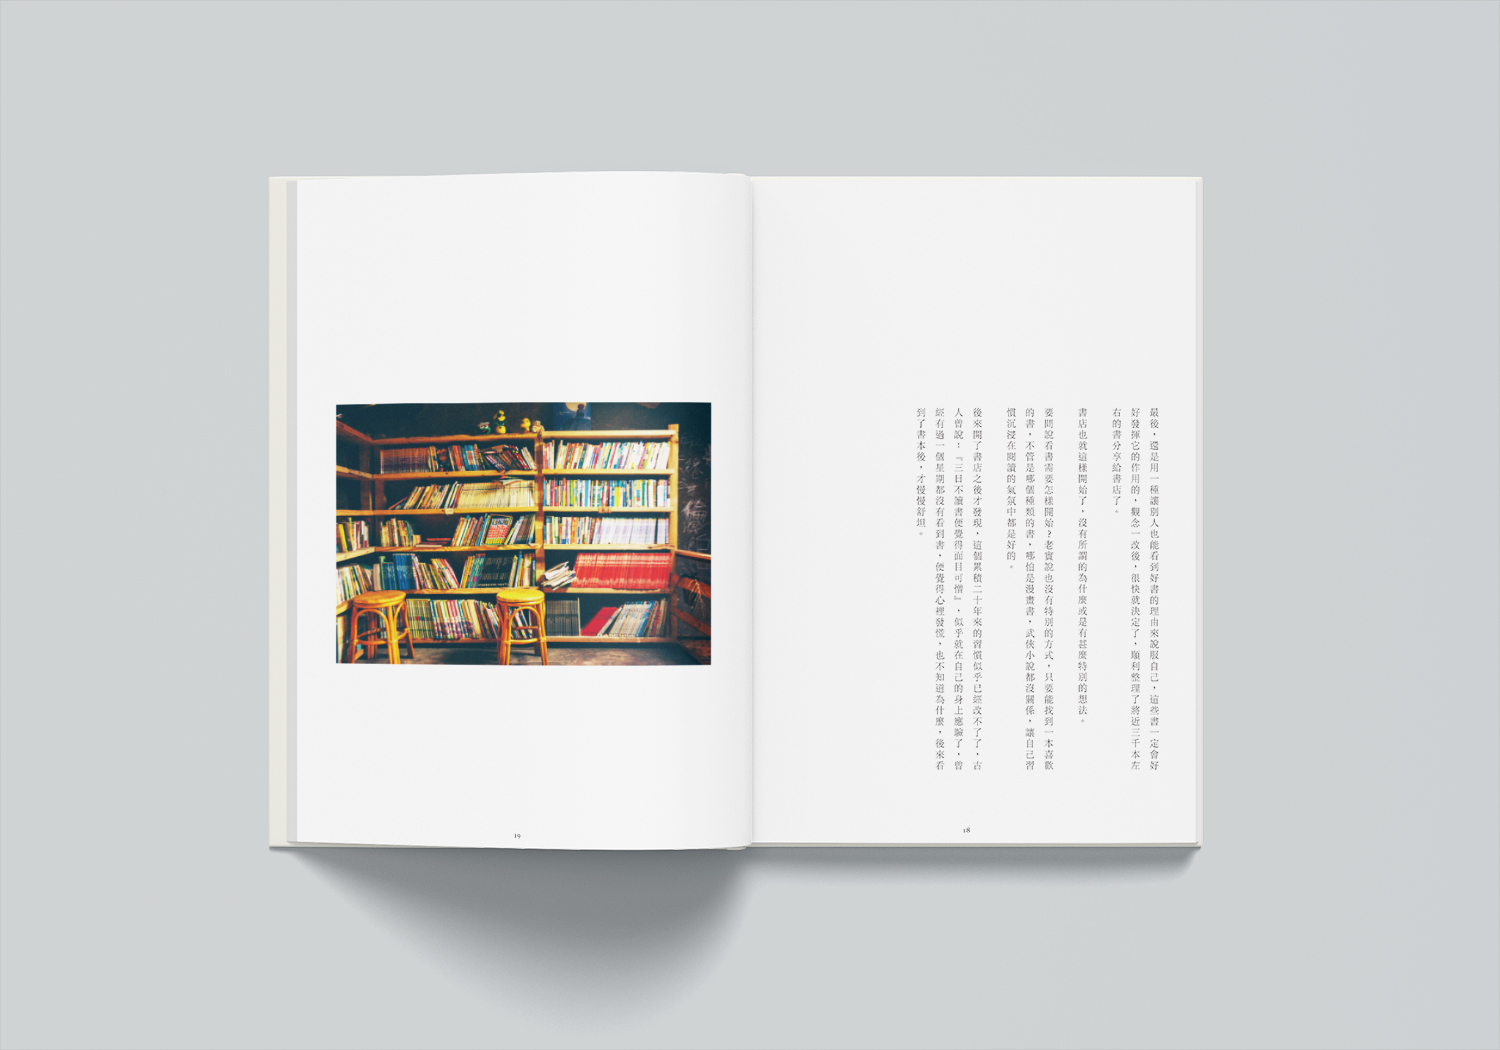 最後，還是用一種讓別人也能看到好書的理由來說服自己，這些書一定會好
好發揮它的作用的，觀念一改後，很快就決定了，順利整理了將近三千本左
右的書分享給書店了。
書店也就這樣開始了，沒有所謂的為什麼或是有甚麼特別的想法。
要問說看書需要怎樣開始？老實說也沒有特別的方式，只要能找到一本喜歡
的書，不管是哪個種類的書，哪怕是漫畫書，武俠小說都沒關係，讓自己習
慣沉浸在閱讀的氣氛中都是好的。
後來開了書店之後才發現，這個累積二十年來的習慣似乎已經改不了了，古
人曾說：『三日不讀書便覺得面目可憎』，似乎就在自己的身上應驗了，曾
經有過一個星期都沒有看到書，便覺得心裡發慌，也不知道為什麼，後來看
到了書本後，才慢慢舒坦。
18
19